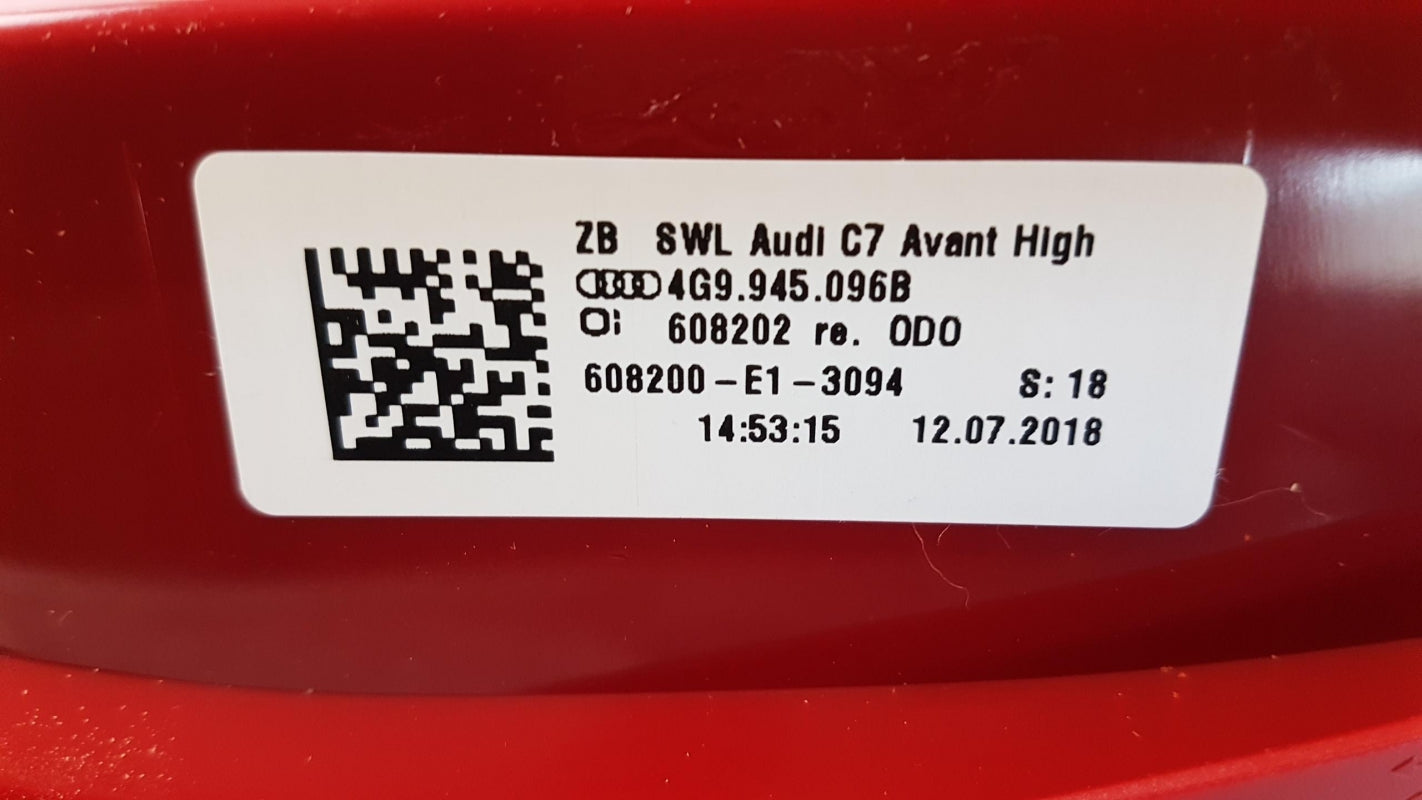 ZB SWL Audi C7 Avant High
4G9.945.096B
608202 re. ODO
608200-E1-3094 S: 18
14:53:15 12.07.2018